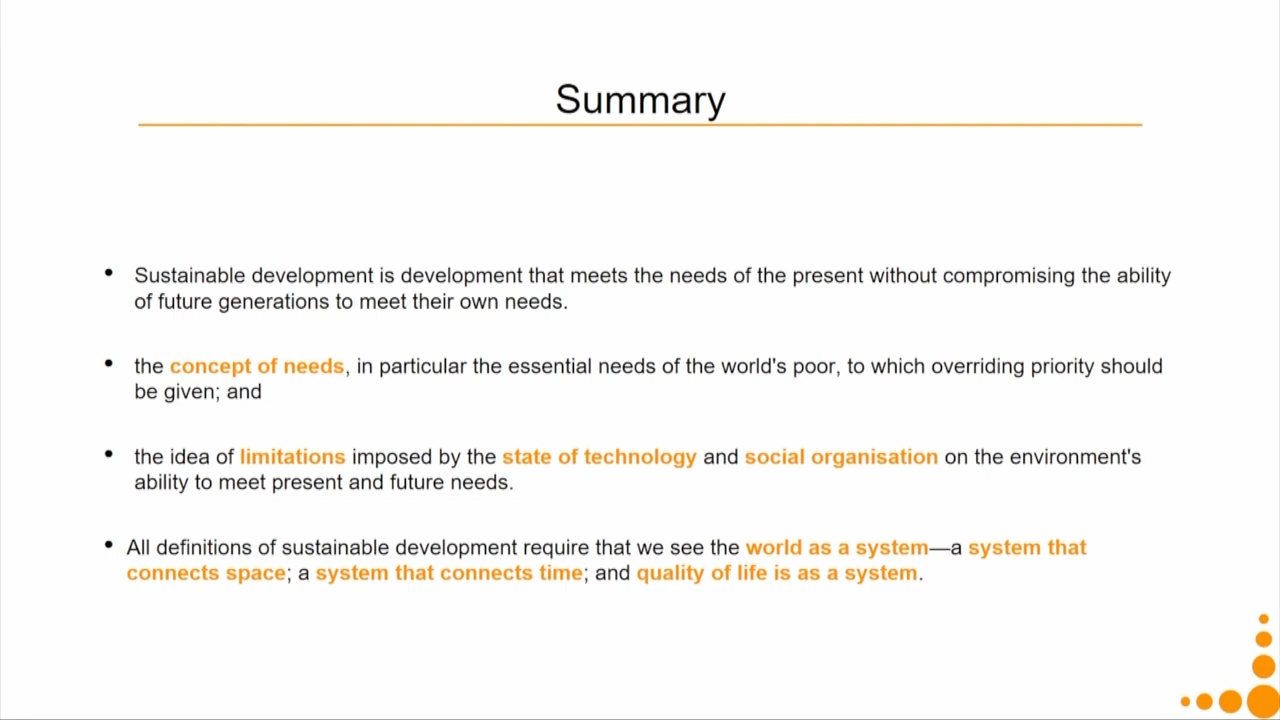 Summary
• Sustainable development is development that meets the needs of the present without compromising the ability
of future generations to meet their own needs.
• the concept of needs, in particular the essential needs of the world's poor, to which overriding priority should
be given; and
• the idea of limitations imposed by the state of technology and social organisation on the environment's
ability to meet present and future needs.
• All definitions of sustainable development require that we see the world as a system—a system that
connects space; a system that connects time; and quality of life is as a system.